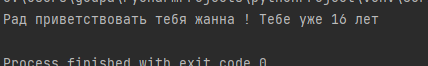 Рад приветствовать тебя жанна ! Тебе уже 16 лет
Process finished with exit code 0